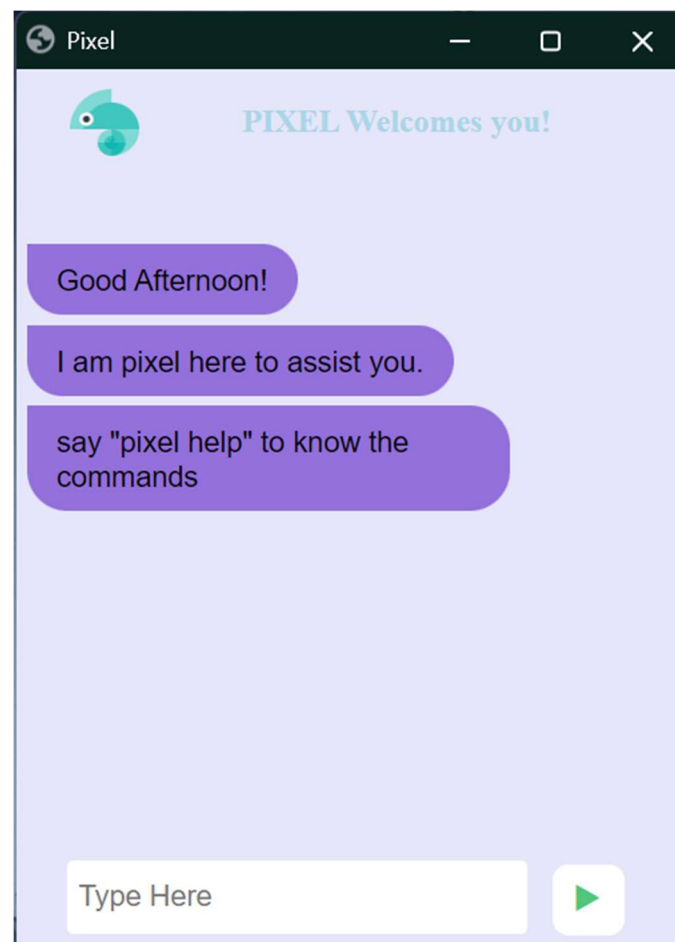 Pixel
PIXEL Welcomes you!
Good Afternoon!
I am pixel here to assist you.
say "pixel help" to know the
commands
Type Here